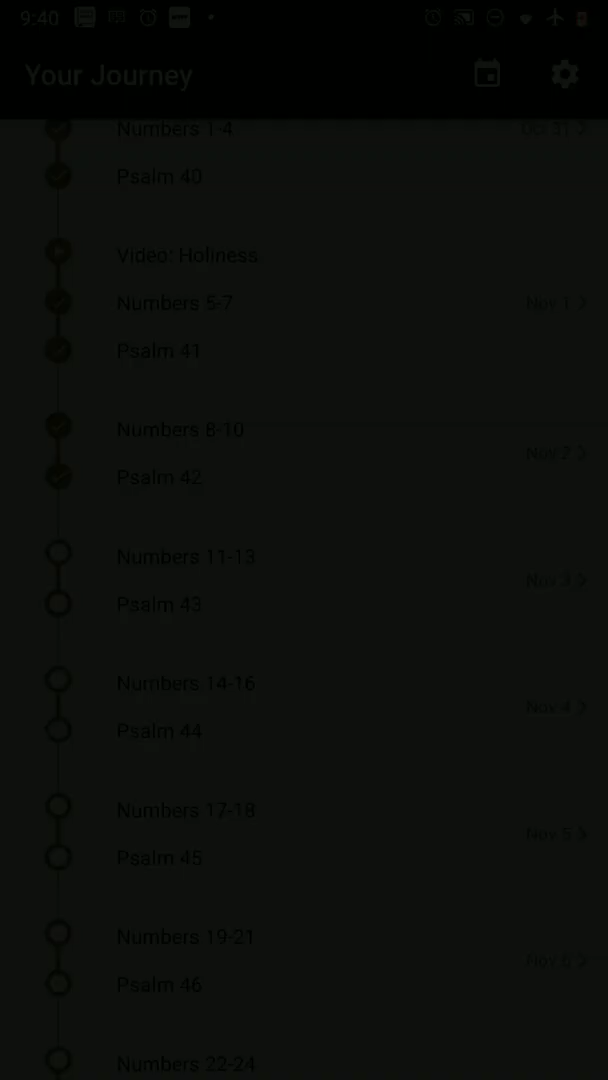 9:40
Your Journey
Numbers 1-4
Oct 31
Psalm 40
Video: Holiness
Numbers 5-7
Nov 1
Psalm 41
Numbers 8-10
Nov 2
Psalm 42
Numbers 11-13
Nov 3
Psalm 43
Numbers 14-16
Nov 4
Psalm 44
Numbers 17-18
Nov 5
Psalm 45
Numbers 19-21
Nov 6
Psalm 46
Numbers 22-24